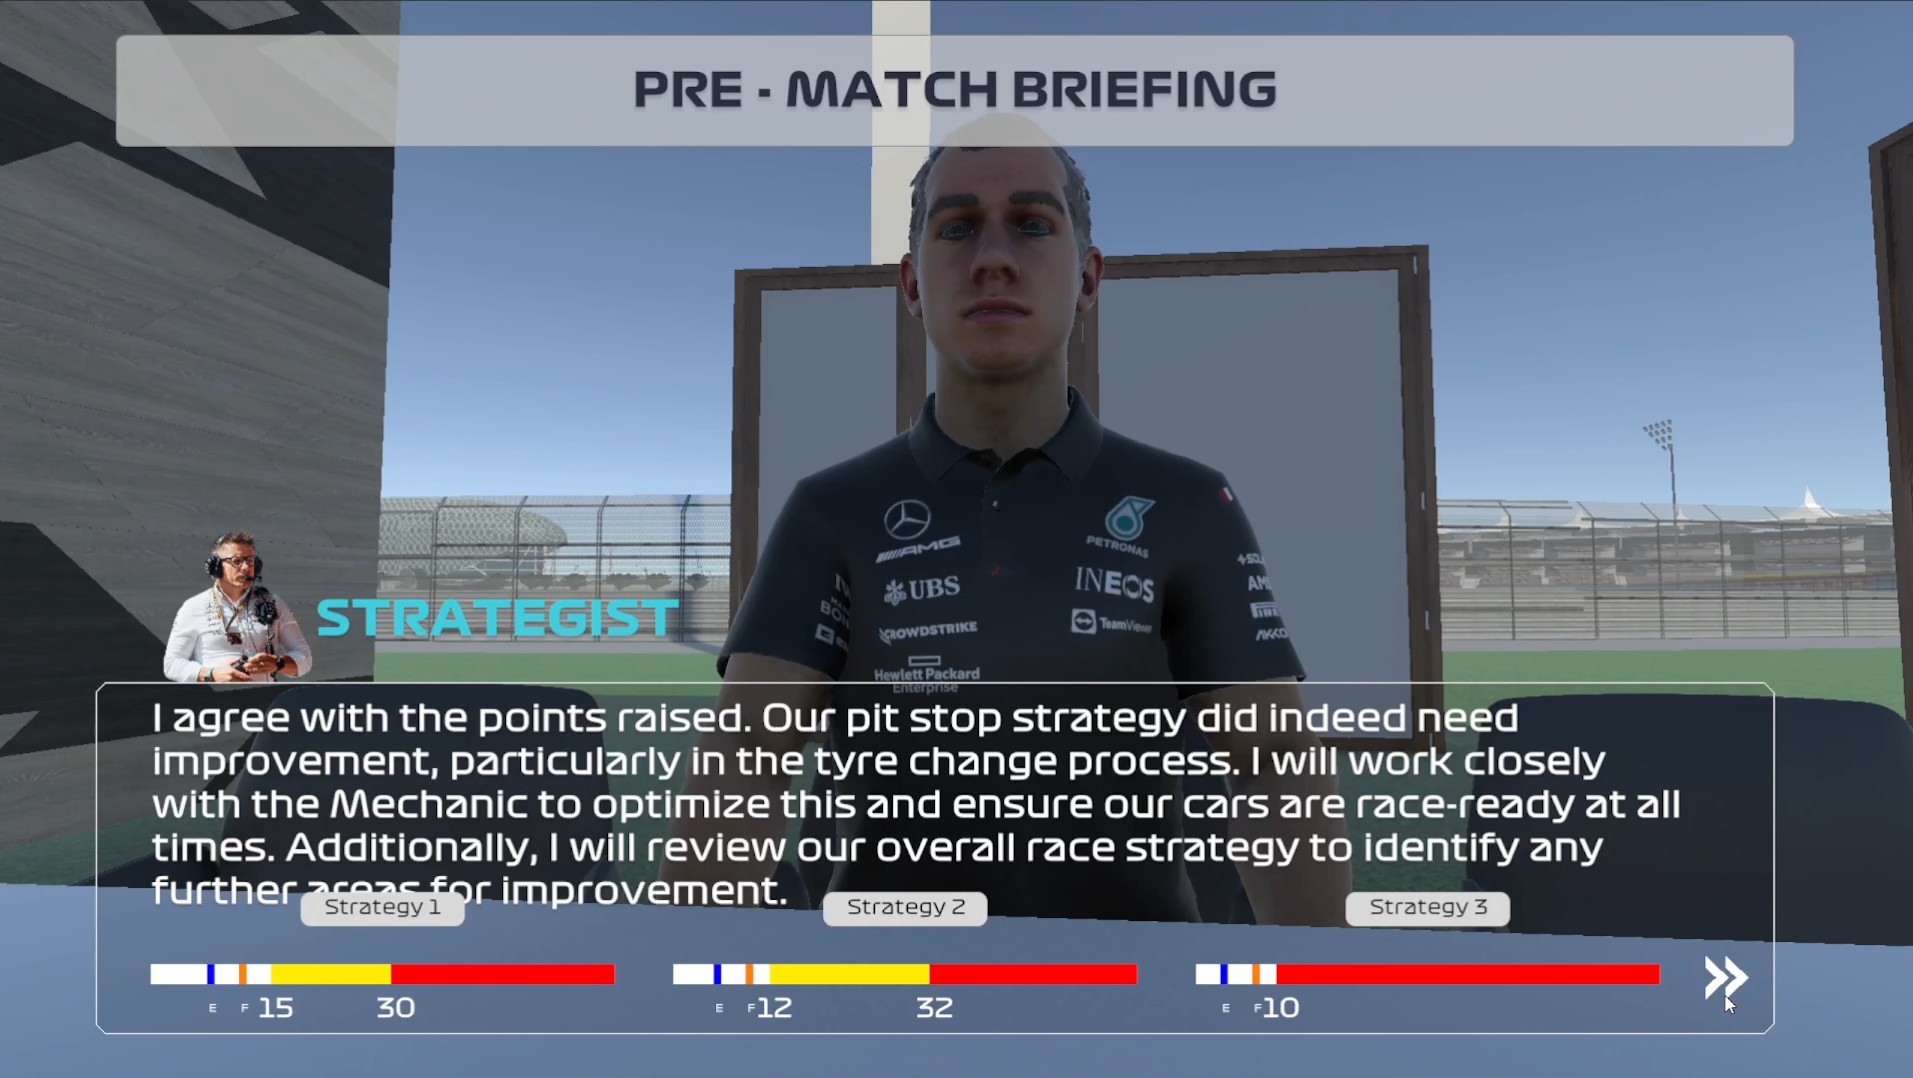 PRE - MATCH BRIEFING
AMG
PETRONAS
UBS
INEOS
CROWDSTRIKE
TeamViewer
Hewlett Packard
Enterprise
STRATEGIST
I agree with the points raised. Our pit stop strategy did indeed need
improvement, particularly in the tyre change process. I will work closely
with the Mechanic to optimize this and ensure our cars are race-ready at all
times. Additionally, I will review our overall race strategy to identify any
further areas for improvement.
Strategy 1 Strategy 2 Strategy 3
E F 15 30 E F 12 32 E F 10